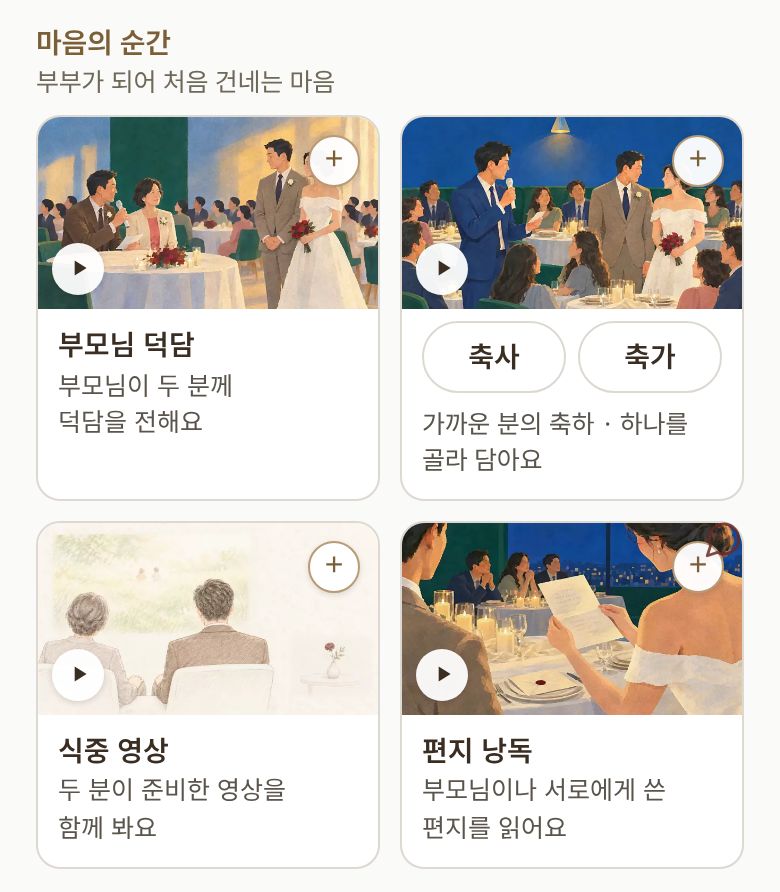 마음의 순간
부부가 되어 처음 건네는 마음
부모님 덕담
부모님이 두 분께
덕담을 전해요
축사
축가
가까운 분의 축하 · 하나를
골라 담아요
식중 영상
두 분이 준비한 영상을
함께 봐요
편지 낭독
부모님이나 서로에게 쓴
편지를 읽어요